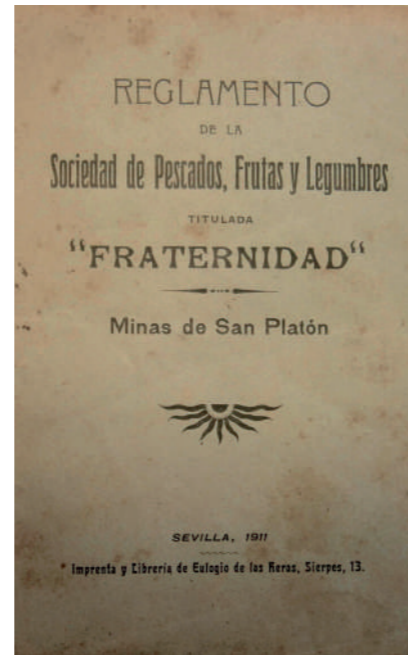 REGLAMENTO
DE LA
Sociedad de Pescados, Frutas y Legumbres
TITULADA
"FRATERNIDAD"
Minas de San Platón
SEVILLA, 1911
Imprenta y Librería de Eulogio de las Heras, Sierpes, 13.